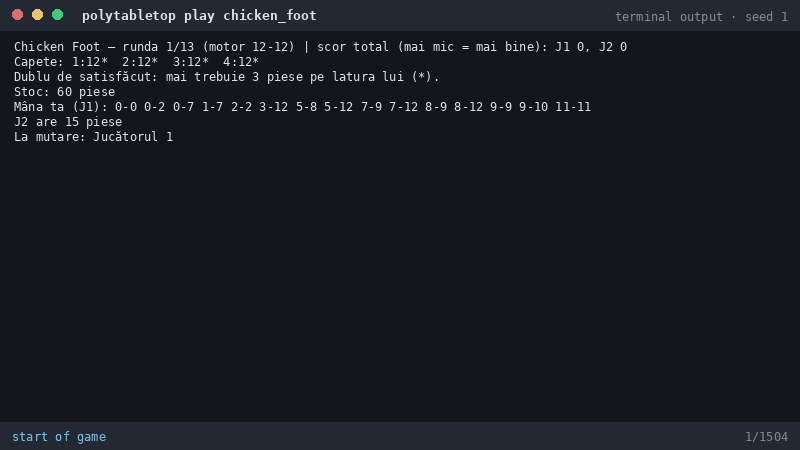 polytabletop play chicken_foot
terminal output · seed 1
Chicken Foot — runda 1/13 (motor 12-12) | scor total (mai mic = mai bine): J1 0, J2 0
Capete: 1:12*  2:12*  3:12*  4:12*
Dublu de satisfăcut: mai trebuie 3 piese pe latura lui (*).
Stoc: 60 piese
Mâna ta (J1): 0-0 0-2 0-7 1-7 2-2 3-12 5-8 5-12 7-9 7-12 8-9 8-12 9-9 9-10 11-11
J2 are 15 piese
La mutare: Jucătorul 1
start of game
1/1504